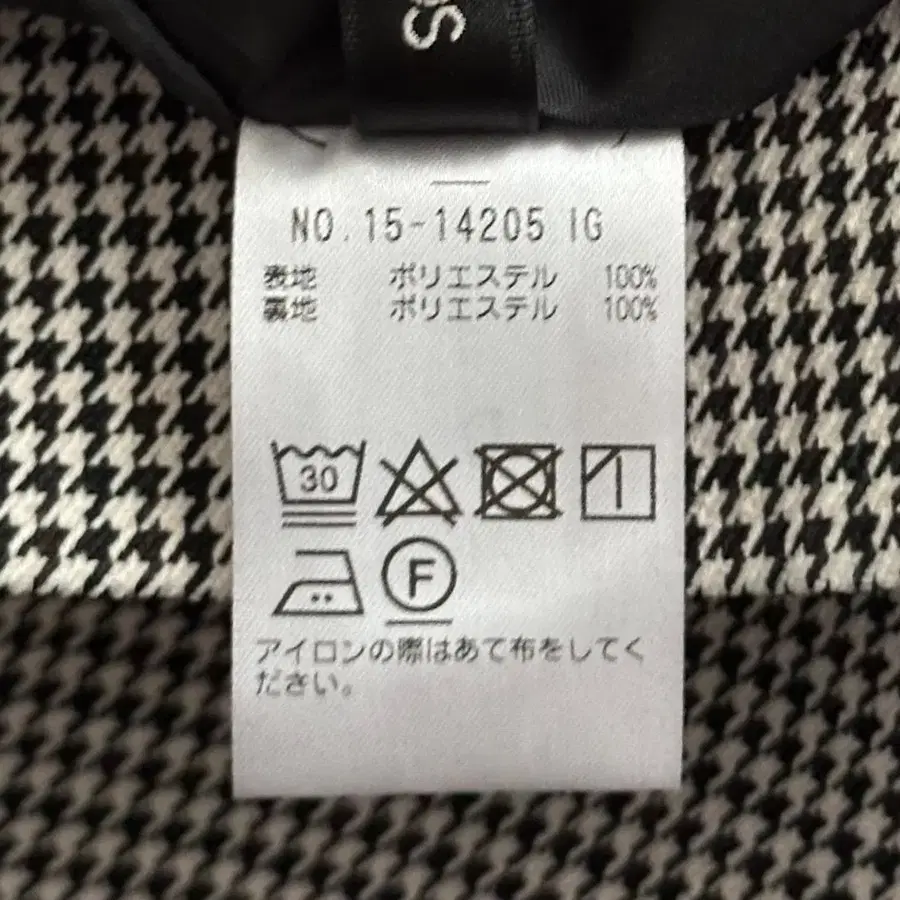 NO.15-14205 IG
表地 ポリエステル 100%
裏地 ポリエステル 100%
30
F
アイロンの際はあて布をしてく
ださい。